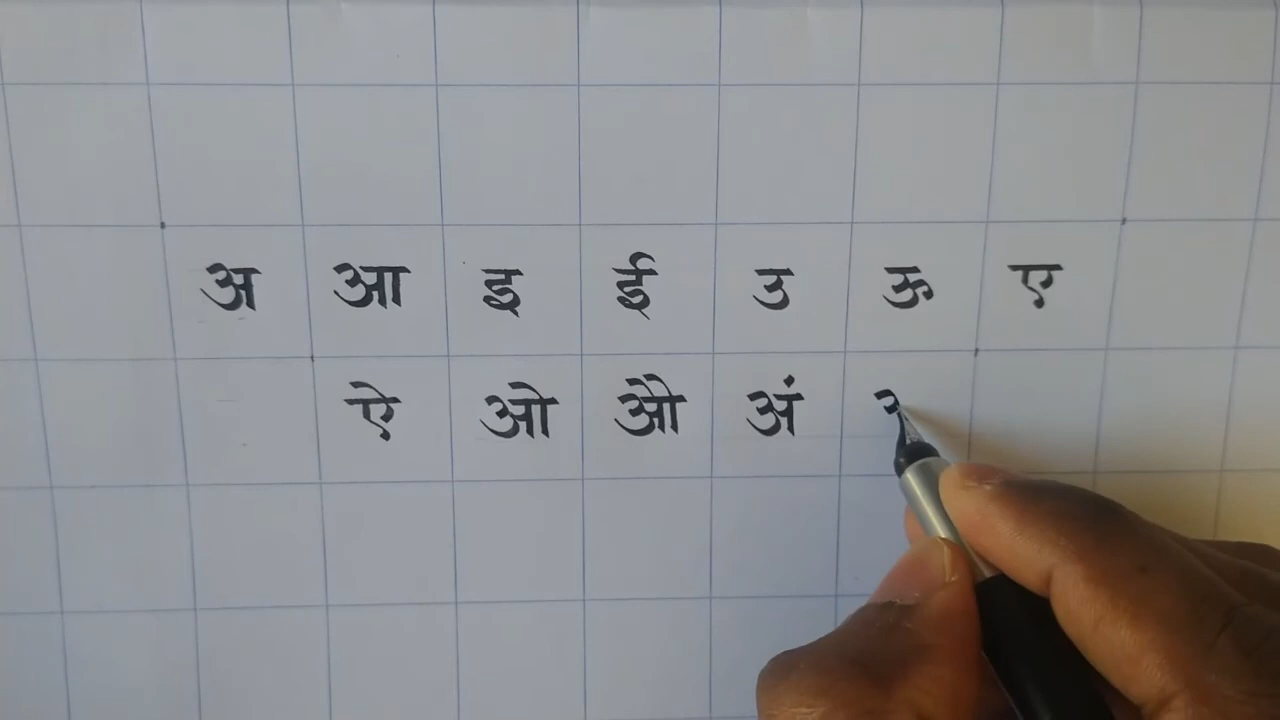 अ आ इ ई उ ऊ ए
ऐ ओ औ अं